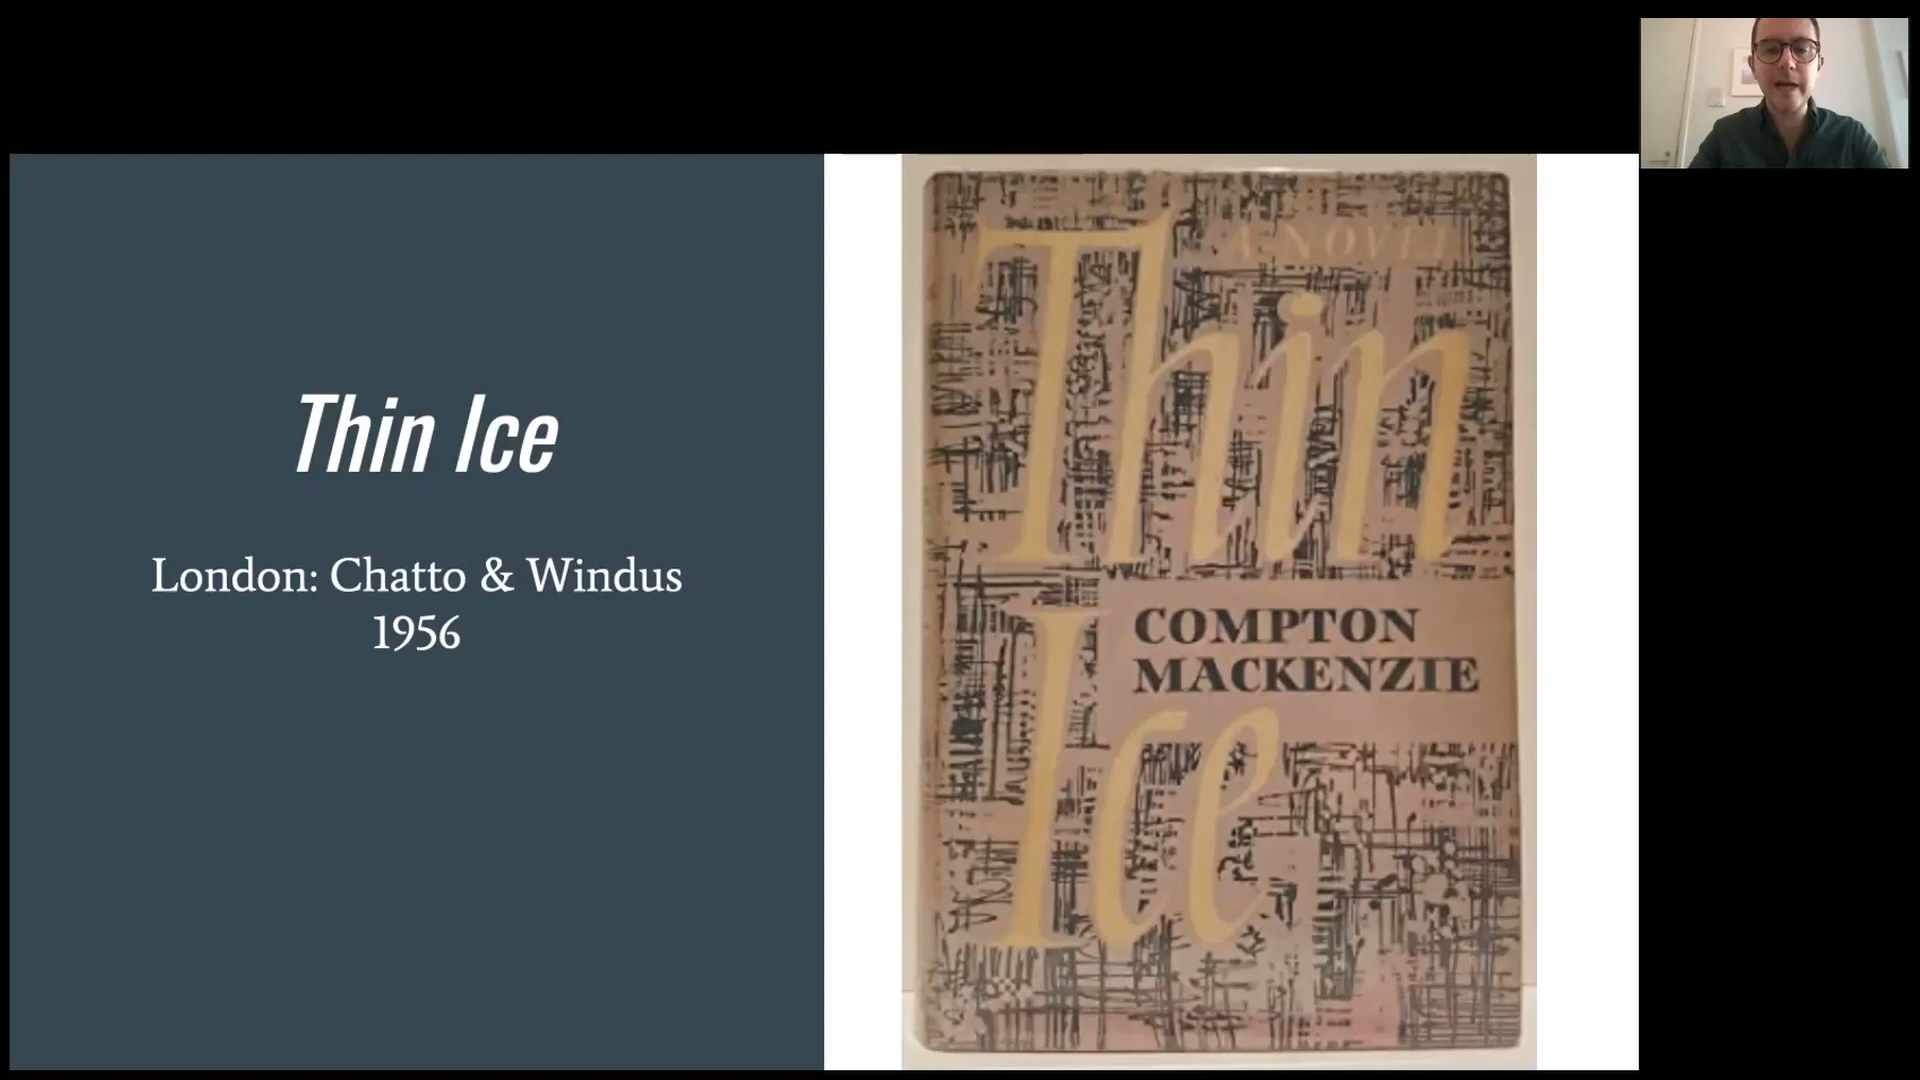 Thin Ice
London: Chatto & Windus
1956
A NOVEL
Thin
COMPTON
MACKENZIE
Ice